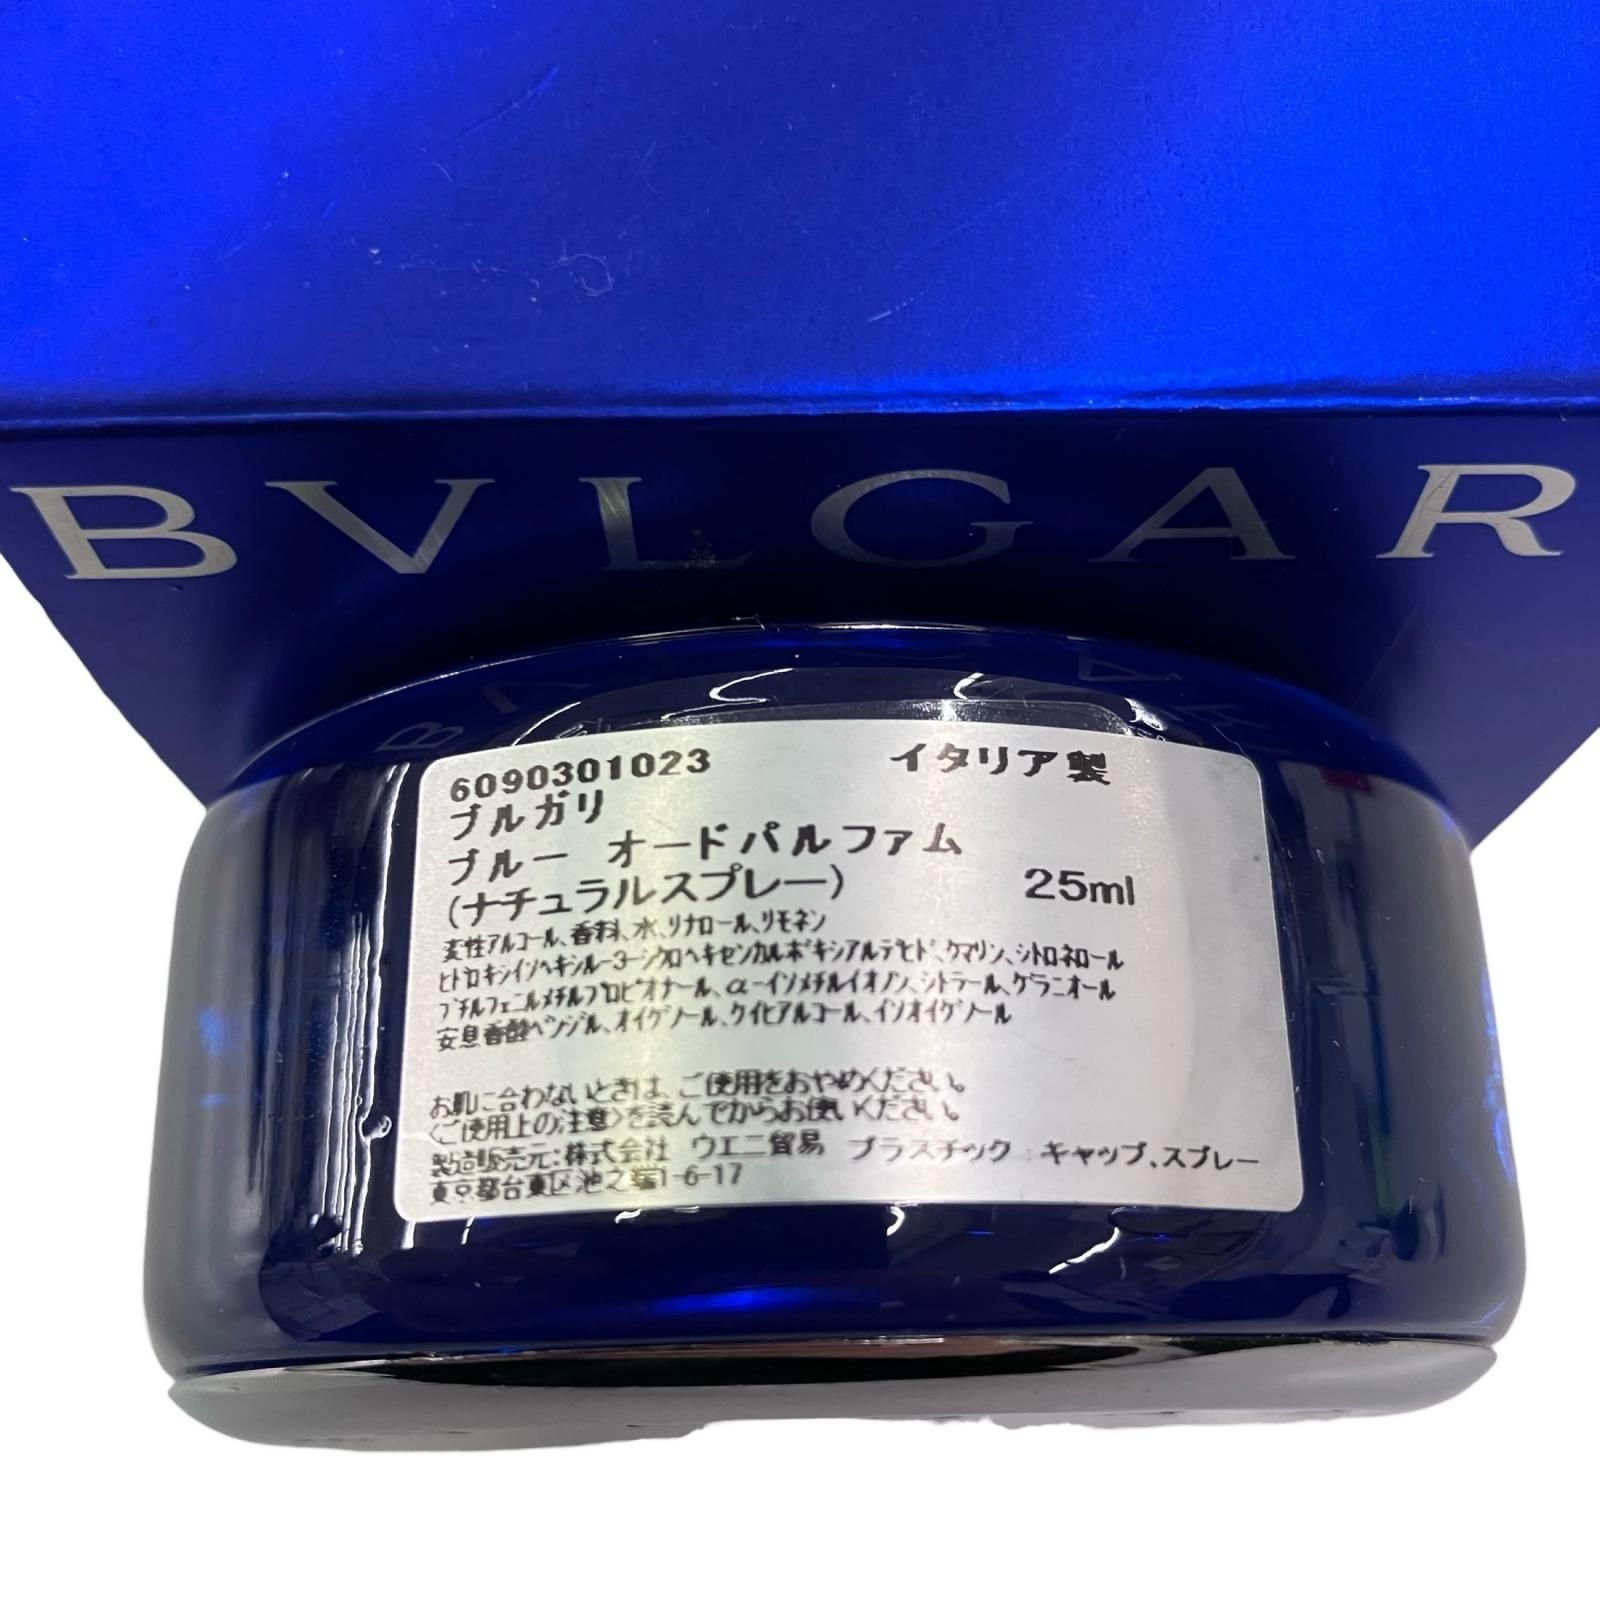 BVLGAR
6090301023 イタリア製
ブルガリ
ブルー オードパルファム
(ナチュラルスプレー) 25ml
変性アルコール、香料、水、リナロール、リモネン
ヒドロキシイソヘキシル-3-シクロヘキセンカルボキシアルデヒド、クマリン、シトロネロール
ブチルフェニルメチルプロピオナール、α-イソメチルイオノン、シトラール、ゲラニオール
安息香酸ベンジル、オイゲノール、ケイヒアルコール、イソオイゲノール
お肌に合わないときは、ご使用をおやめください。
〈ご使用上の注意〉を読んでからお使いください。
製造販売元:株式会社 ウエニ貿易 プラスチック:キャップ、スプレー
東京都台東区池之端1-6-17